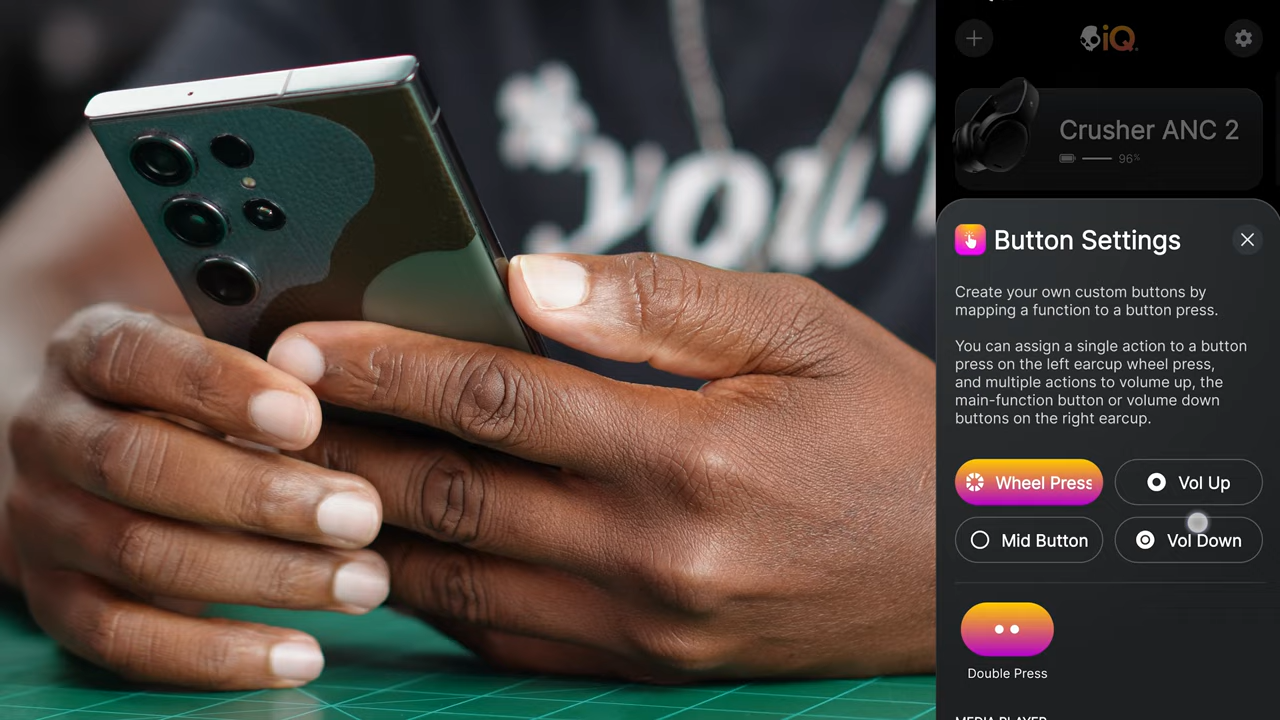 you'
iQ
Crusher ANC 2
96%
Button Settings
Create your own custom buttons by
mapping a function to a button press.
You can assign a single action to a button
press on the left earcup wheel press,
and multiple actions to volume up, the
main-function button or volume down
buttons on the right earcup.
Wheel Press
Vol Up
Mid Button
Vol Down
Double Press
MEDIA PLAYER